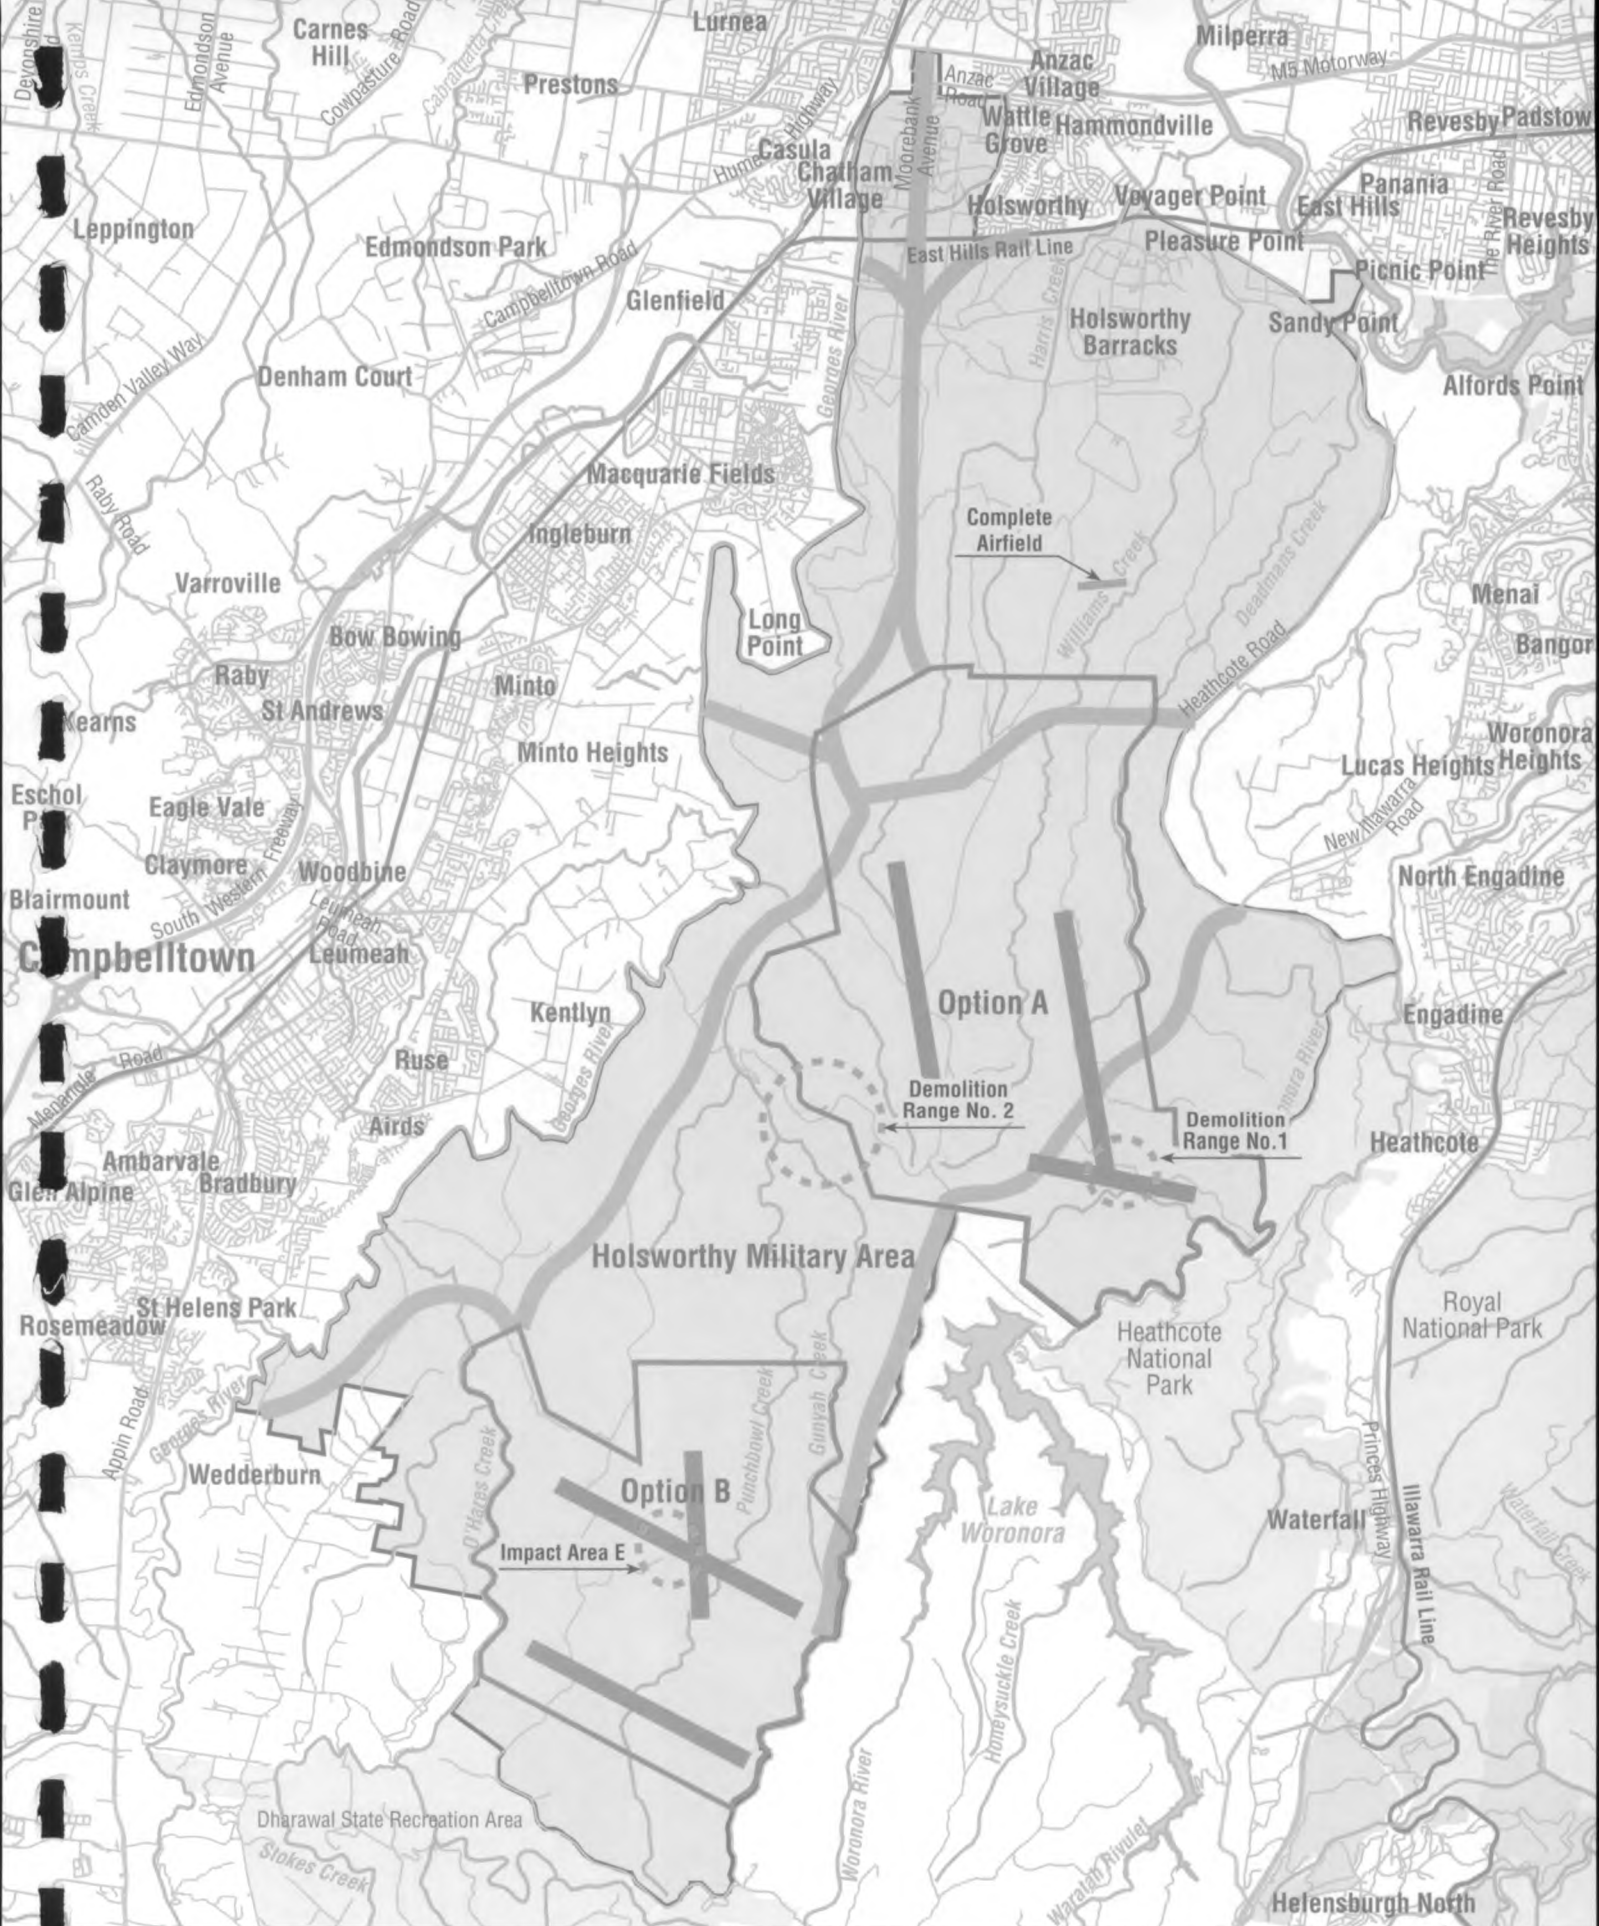 Devonshire
Kemps Creek
Edmondson
Avenue
Carnes
Hill
Cowpasture Road
Cabramatta Creek
Lurnea
Prestons
Milperra
M5 Motorway
Anzac
Village
Anzac
Road
Moorebank
Avenue
Wattle
Grove
Hammondville
Revesby
Padstow
Hume Highway
Casula
Chatham
Village
Holsworthy
Voyager Point
Panania
East Hills
The River Road
Revesby
Heights
Leppington
Edmondson Park
Campbelltown Road
East Hills Rail Line
Pleasure Point
Picnic Point
Glenfield
Georges River
Harris Creek
Holsworthy
Barracks
Sandy Point
Camden Valley Way
Denham Court
Alfords Point
Raby Road
Macquarie Fields
Ingleburn
Complete
Airfield
Williams Creek
Deadmans Creek
Varroville
Menai
Long
Point
Bow Bowing
Bangor
Raby
St Andrews
Minto
Heathcote Road
Kearns
Minto Heights
Woronora
Heights
Lucas Heights
Eschol
Eagle Vale
New Illawarra
Road
Claymore
South Western Freeway
Woodbine
Blairmount
Leumeah
Road
North Engadine
Campbelltown
Leumeah
Option A
Kentlyn
Engadine
Georges River
Menangle Road
Ruse
Demolition
Range No. 2
Demolition
Range No.1
Airds
Heathcote
Ambarvale
Glen Alpine
Bradbury
Holsworthy Military Area
St Helens Park
Rosemeadow
Heathcote
National
Park
Royal
National Park
Appin Road
Georges River
Wedderburn
O'Hares Creek
Option B
Punchbowl Creek
Gunyah Creek
Impact Area E
Lake
Woronora
Waterfall
Princes Highway
Illawarra Rail Line
Waterfall Creek
Honeysuckle Creek
Woronora River
Waratah Rivulet
Dharawal State Recreation Area
Stokes Creek
Helensburgh North